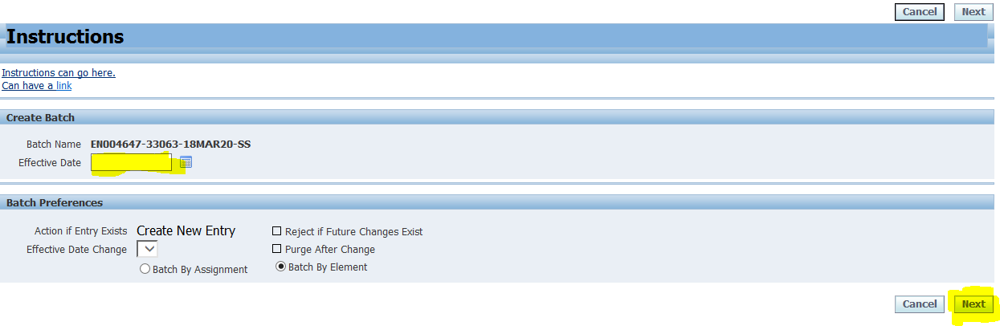 Cancel Next
Instructions
Instructions can go here.
Can have a link
Create Batch
Batch Name EN004647-33063-18MAR20-SS
Effective Date
Batch Preferences
Action if Entry Exists Create New Entry Reject if Future Changes Exist
Effective Date Change Purge After Change
Batch By Assignment Batch By Element
Cancel Next